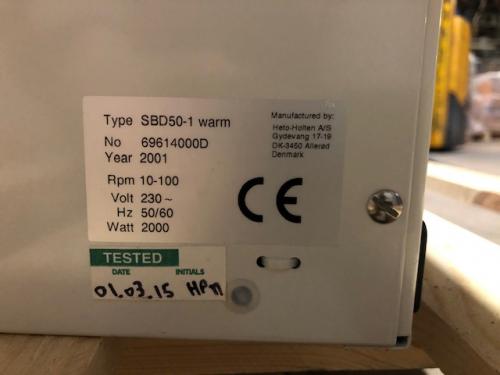 Type SBD50-1 warm
No 69614000D
Year 2001
Rpm 10-100
Volt 230 ~
Hz 50/60
Watt 2000
Manufactured by:
Heto-Holten A/S
Gydevang 17-19
DK-3450 Allerød
Denmark
CE
TESTED
DATE INITIALS
01.03.15 HPM